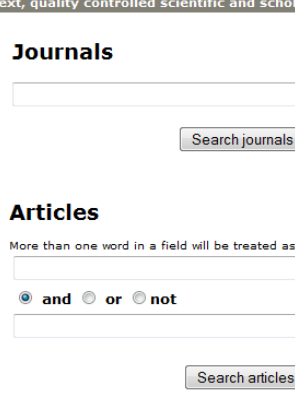 ext, quality controlled scientific and schol
Journals
Search journals
Articles
More than one word in a field will be treated as
and or not
Search articles